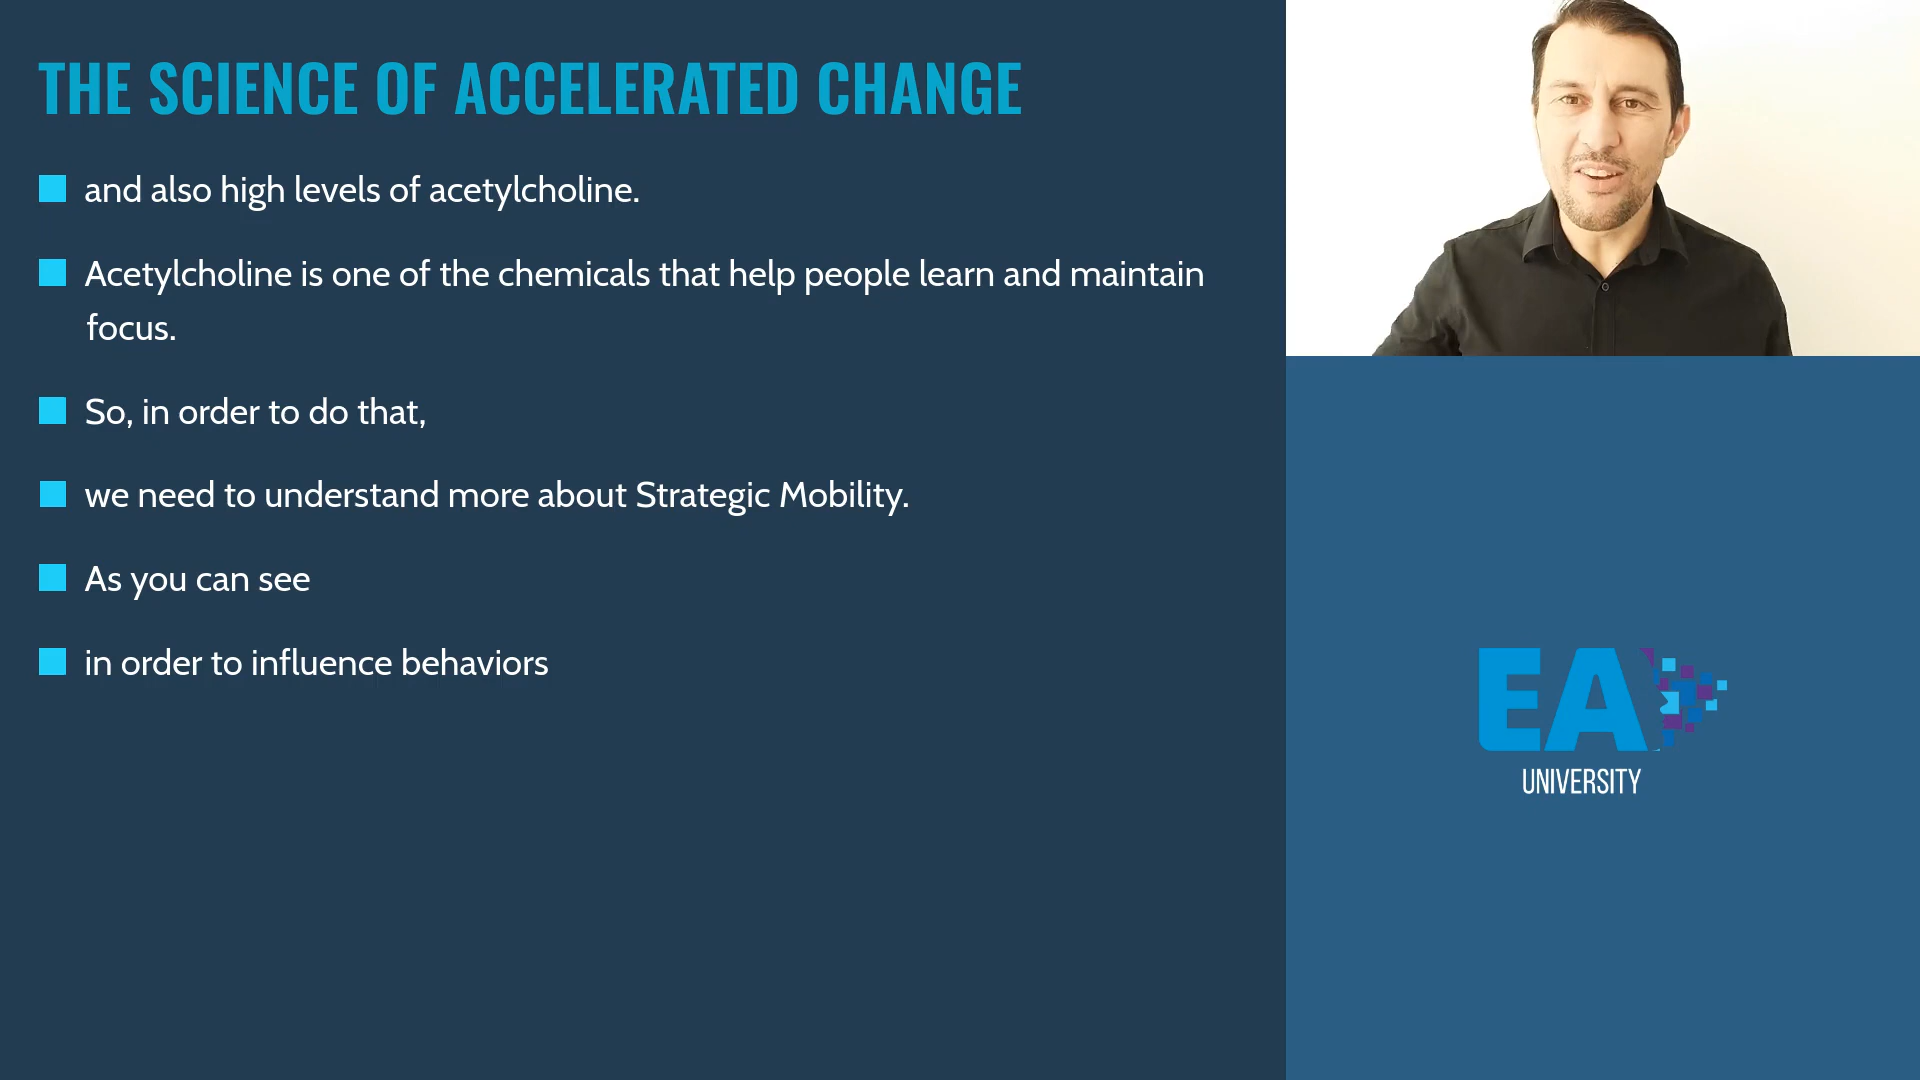 THE SCIENCE OF ACCELERATED CHANGE
and also high levels of acetylcholine.
Acetylcholine is one of the chemicals that help people learn and maintain
focus.
So, in order to do that,
we need to understand more about Strategic Mobility.
As you can see
in order to influence behaviors
EA
UNIVERSITY